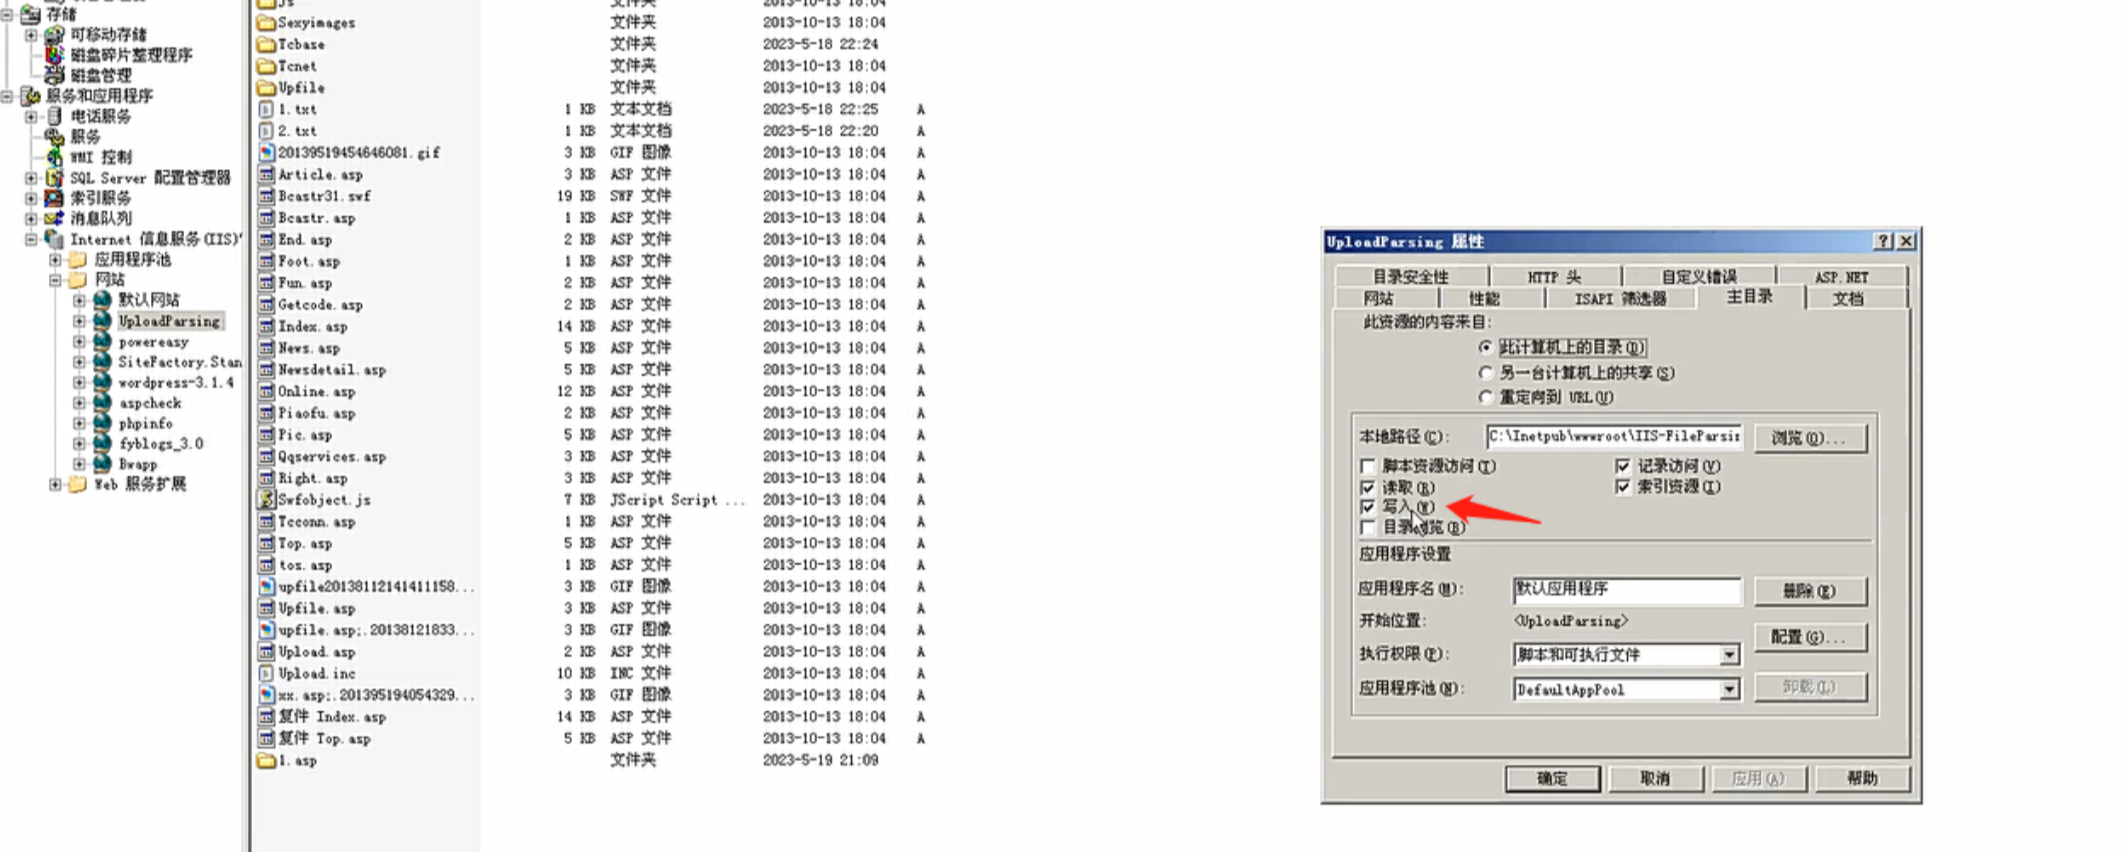 存储
可移动存储
磁盘碎片整理程序
磁盘管理
服务和应用程序
电话服务
服务
WMI 控制
SQL Server 配置管理器
索引服务
消息队列
Internet 信息服务(IIS)
应用程序池
网站
默认网站
UploadParsing
powereasy
SiteFactory.Stan
wordpress-3.1.4
aspcheck
phpinfo
fyblogs_3.0
Bwapp
Web 服务扩展
js 文件夹 2013-10-13 18:04
Sexyimages 文件夹 2013-10-13 18:04
Tcbase 文件夹 2023-5-18 22:24
Tcnet 文件夹 2013-10-13 18:04
Upfile 文件夹 2013-10-13 18:04
1.txt 1 KB 文本文档 2023-5-18 22:25 A
2.txt 1 KB 文本文档 2023-5-18 22:20 A
20139519454646081.gif 3 KB GIF 图像 2013-10-13 18:04 A
Article.asp 3 KB ASP 文件 2013-10-13 18:04 A
Bcastr31.swf 19 KB SWF 文件 2013-10-13 18:04 A
Bcastr.asp 1 KB ASP 文件 2013-10-13 18:04 A
End.asp 2 KB ASP 文件 2013-10-13 18:04 A
Foot.asp 1 KB ASP 文件 2013-10-13 18:04 A
Fun.asp 2 KB ASP 文件 2013-10-13 18:04 A
Getcode.asp 2 KB ASP 文件 2013-10-13 18:04 A
Index.asp 14 KB ASP 文件 2013-10-13 18:04 A
News.asp 5 KB ASP 文件 2013-10-13 18:04 A
Newsdetail.asp 5 KB ASP 文件 2013-10-13 18:04 A
Online.asp 12 KB ASP 文件 2013-10-13 18:04 A
Piaofu.asp 2 KB ASP 文件 2013-10-13 18:04 A
Pic.asp 5 KB ASP 文件 2013-10-13 18:04 A
Qqservices.asp 3 KB ASP 文件 2013-10-13 18:04 A
Right.asp 3 KB ASP 文件 2013-10-13 18:04 A
Swfobject.js 7 KB JScript Script ... 2013-10-13 18:04 A
Tcconn.asp 1 KB ASP 文件 2013-10-13 18:04 A
Top.asp 5 KB ASP 文件 2013-10-13 18:04 A
tos.asp 1 KB ASP 文件 2013-10-13 18:04 A
upfile20138112141411158... 3 KB GIF 图像 2013-10-13 18:04 A
Upfile.asp 3 KB ASP 文件 2013-10-13 18:04 A
upfile.asp;.20138121833... 3 KB GIF 图像 2013-10-13 18:04 A
Upload.asp 2 KB ASP 文件 2013-10-13 18:04 A
Upload.inc 10 KB INC 文件 2013-10-13 18:04 A
xx.asp;.201395194054329... 3 KB GIF 图像 2013-10-13 18:04 A
复件 Index.asp 14 KB ASP 文件 2013-10-13 18:04 A
复件 Top.asp 5 KB ASP 文件 2013-10-13 18:04 A
1.asp 文件夹 2023-5-19 21:09
UploadParsing 属性
目录安全性 HTTP 头 自定义错误 ASP.NET
网站 性能 ISAPI 筛选器 主目录 文档
此资源的内容来自:
此计算机上的目录(D)
另一台计算机上的共享(S)
重定向到 URL(U)
本地路径(C): C:\Inetpub\wwwroot\IIS-FileParsin 浏览(O)...
脚本资源访问(T) 记录访问(V)
读取(R) 索引资源(I)
写入(W)
目录浏览(B)
应用程序设置
应用程序名(M): 默认应用程序 删除(E)
开始位置: <UploadParsing>
配置(G)...
执行权限(P): 脚本和可执行文件
应用程序池(N): DefaultAppPool 卸载(L)
确定 取消 应用(A) 帮助